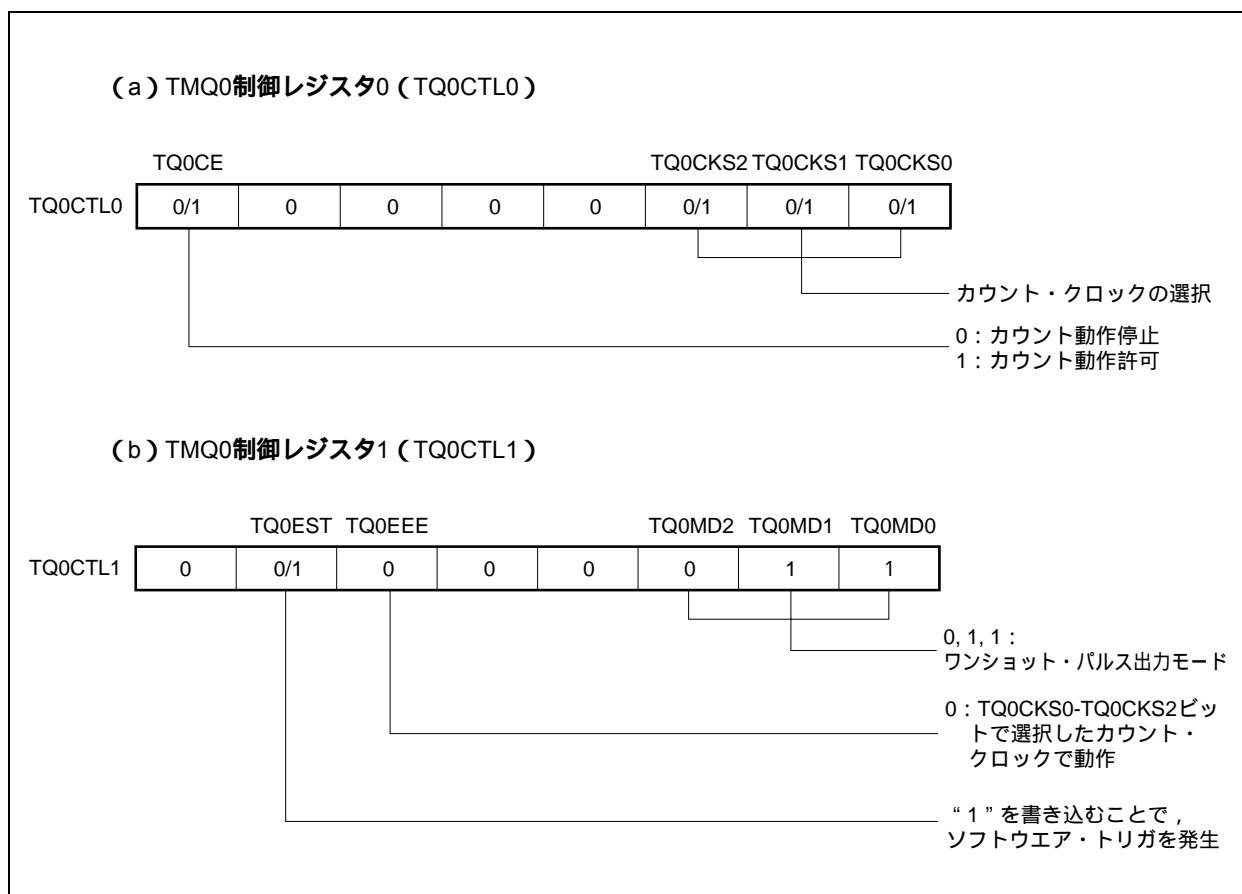 (a)TMQ0制御レジスタ0(TQ0CTL0)
TQ0CE TQ0CKS2 TQ0CKS1 TQ0CKS0
TQ0CTL0 0/1 0 0 0 0 0/1 0/1 0/1
カウント・クロックの選択
0:カウント動作停止
1:カウント動作許可
(b)TMQ0制御レジスタ1(TQ0CTL1)
TQ0EST TQ0EEE TQ0MD2 TQ0MD1 TQ0MD0
TQ0CTL1 0 0/1 0 0 0 0 1 1
0, 1, 1:
ワンショット・パルス出力モード
0:TQ0CKS0-TQ0CKS2ビッ
トで選択したカウント・
クロックで動作
“1”を書き込むことで,
ソフトウエア・トリガを発生